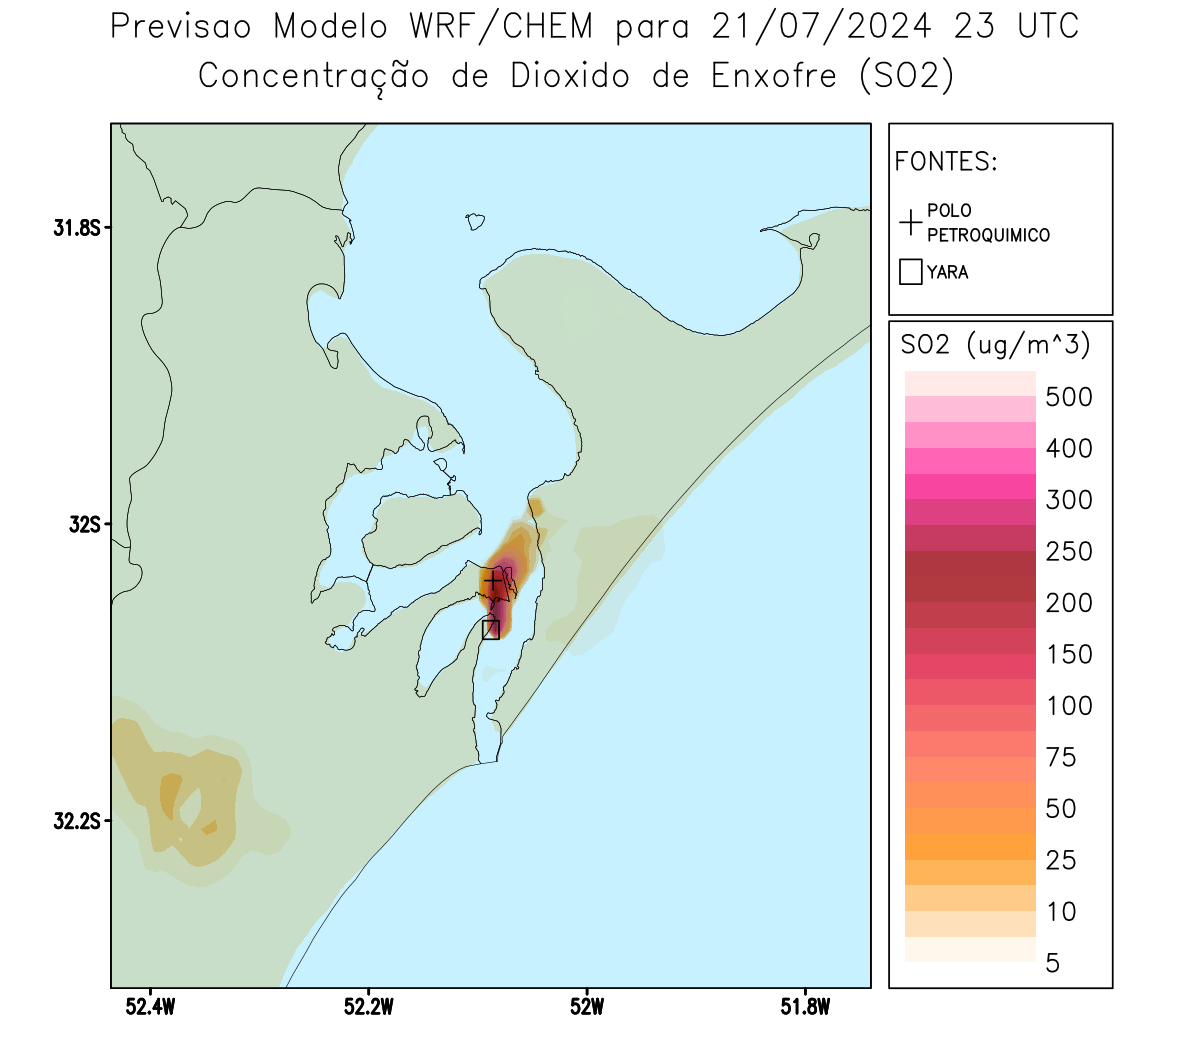 Previsao Modelo WRF/CHEM para 21/07/2024 23 UTC
Concentração de Dioxido de Enxofre (SO2)
FONTES:
POLO
PETROQUIMICO
YARA
SO2 (ug/m^3)
500
400
300
250
200
150
100
75
50
25
10
5
31.8S
32S
32.2S
52.4W
52.2W
52W
51.8W